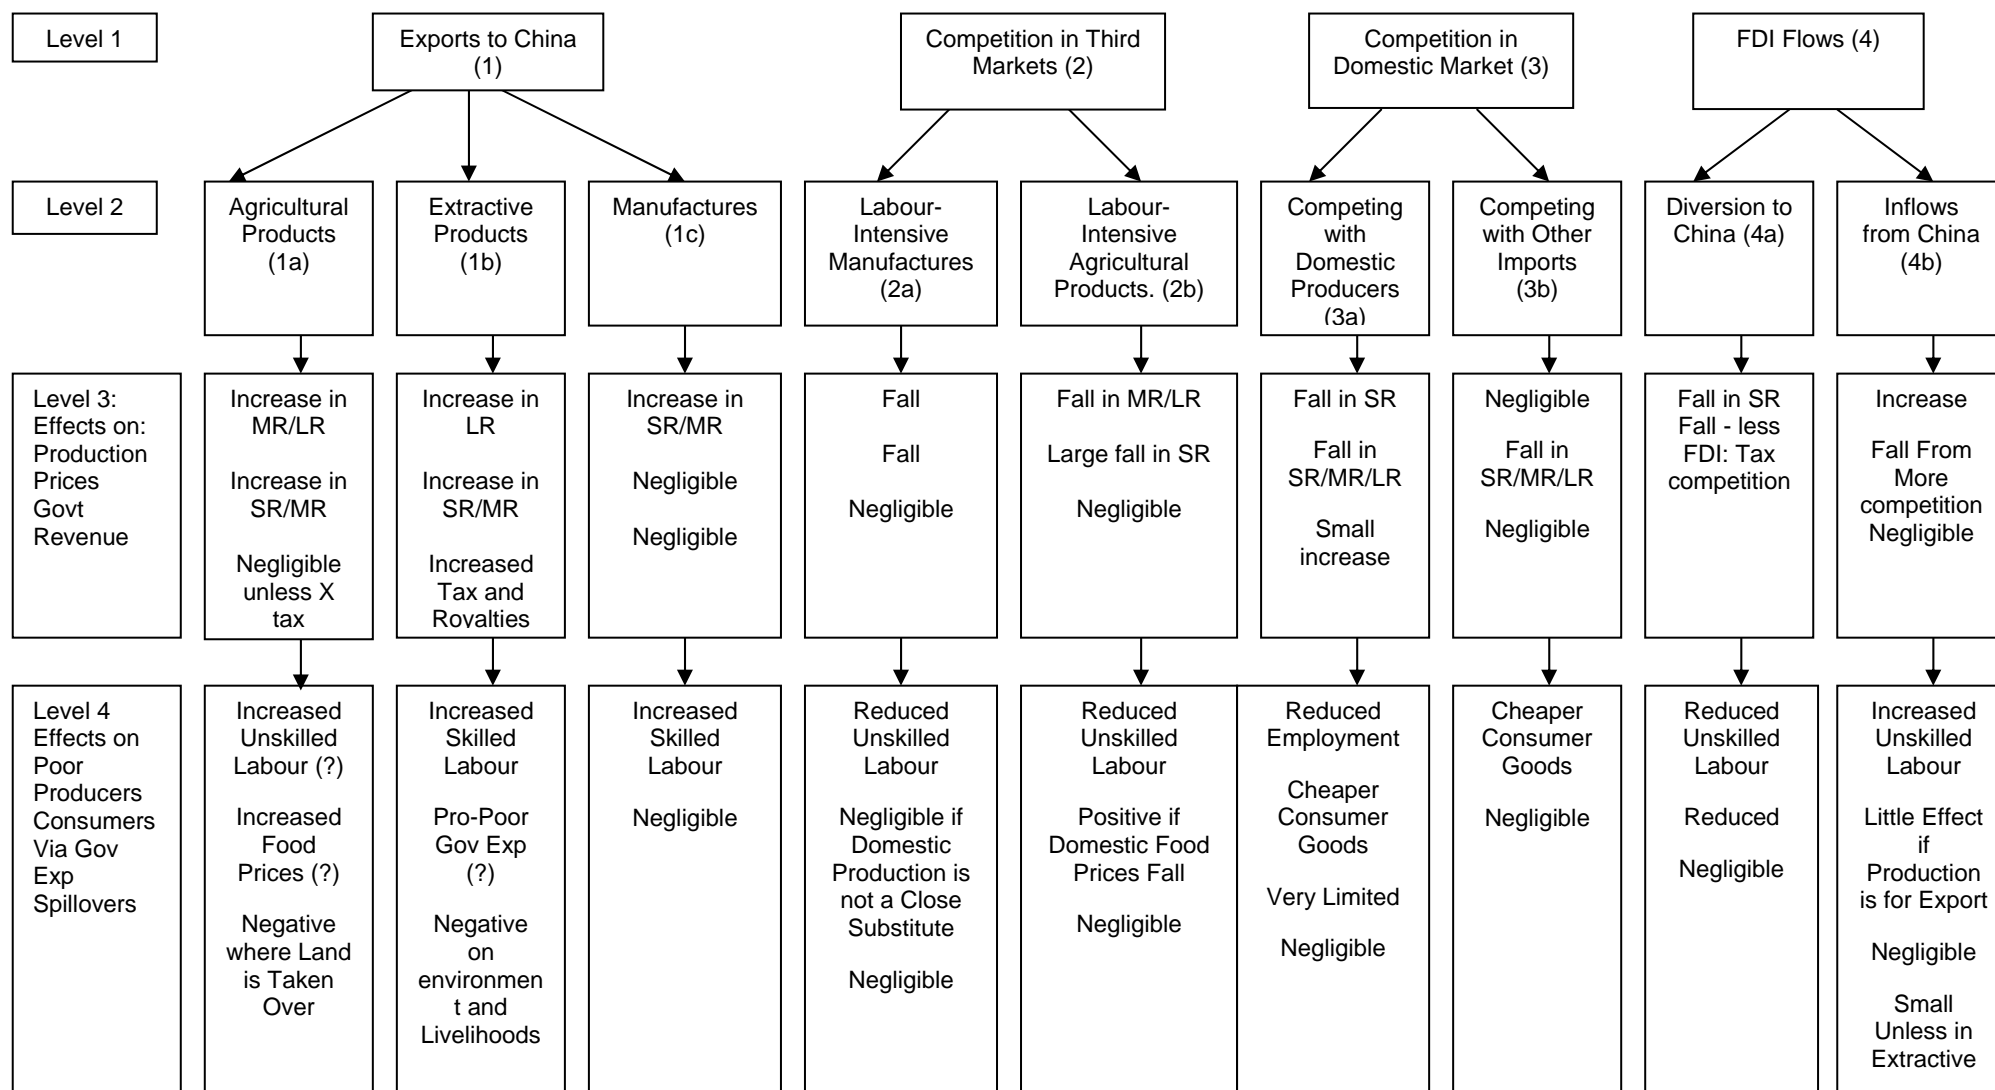 Level 1
Exports to China
(1)
Competition in Third
Markets (2)
Competition in
Domestic Market (3)
FDI Flows (4)
Level 2
Agricultural
Products
(1a)
Extractive
Products
(1b)
Manufactures
(1c)
Labour-
Intensive
Manufactures
(2a)
Labour-
Intensive
Agricultural
Products. (2b)
Competing
with
Domestic
Producers
(3a)
Competing
with Other
Imports
(3b)
Diversion to
China (4a)
Inflows
from China
(4b)
Level 3:
Effects on:
Production
Prices
Govt
Revenue
Increase in
MR/LR
Increase in
SR/MR
Negligible
unless X
tax
Increase in
LR
Increase in
SR/MR
Increased
Tax and
Royalties
Increase in
SR/MR
Negligible
Negligible
Fall
Fall
Negligible
Fall in MR/LR
Large fall in SR
Negligible
Fall in SR
Fall in
SR/MR/LR
Small
increase
Negligible
Fall in
SR/MR/LR
Negligible
Fall in SR
Fall - less
FDI: Tax
competition
Increase
Fall From
More
competition
Negligible
Level 4
Effects on
Poor
Producers
Consumers
Via Gov
Exp
Spillovers
Increased
Unskilled
Labour (?)
Increased
Food
Prices (?)
Negative
where Land
is Taken
Over
Increased
Skilled
Labour
Pro-Poor
Gov Exp
(?)
Negative
on
environmen
t and
Livelihoods
Increased
Skilled
Labour
Negligible
Reduced
Unskilled
Labour
Negligible if
Domestic
Production is
not a Close
Substitute
Negligible
Reduced
Unskilled
Labour
Positive if
Domestic Food
Prices Fall
Negligible
Reduced
Employment
Cheaper
Consumer
Goods
Very Limited
Negligible
Cheaper
Consumer
Goods
Negligible
Reduced
Unskilled
Labour
Reduced
Negligible
Increased
Unskilled
Labour
Little Effect
if
Production
is for Export
Negligible
Small
Unless in
Extractive